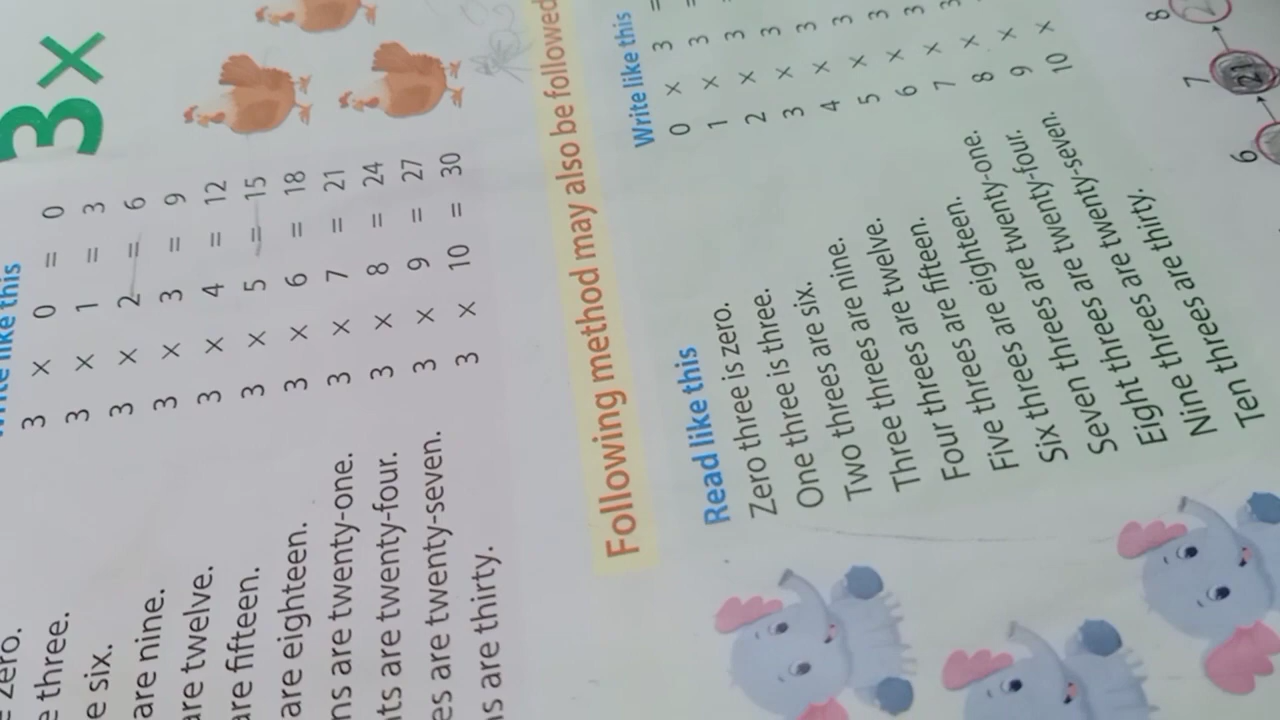 3×
like this
3 × 0 = 0
3 × 1 = 3
3 × 2 = 6
3 × 3 = 9
3 × 4 = 12
3 × 5 = 15
3 × 6 = 18
3 × 7 = 21
3 × 8 = 24
3 × 9 = 27
3 × 10 = 30
zero.
three.
six.
are nine.
are twelve.
are fifteen.
are eighteen.
are twenty-one.
are twenty-four.
are twenty-seven.
are thirty.
Following method may also be followed
Read like this
Zero three is zero.
One three is three.
Two threes are six.
Three threes are nine.
Four threes are twelve.
Five threes are fifteen.
Six threes are eighteen.
Seven threes are twenty-one.
Eight threes are twenty-four.
Nine threes are twenty-seven.
Ten threes are thirty.
Write like this
0 × 3 =
1 × 3 =
2 × 3
3 × 3
4 × 3
5 × 3
6 × 3
7 × 3
8 × 3
9 ×
10 ×
6 7 8
21